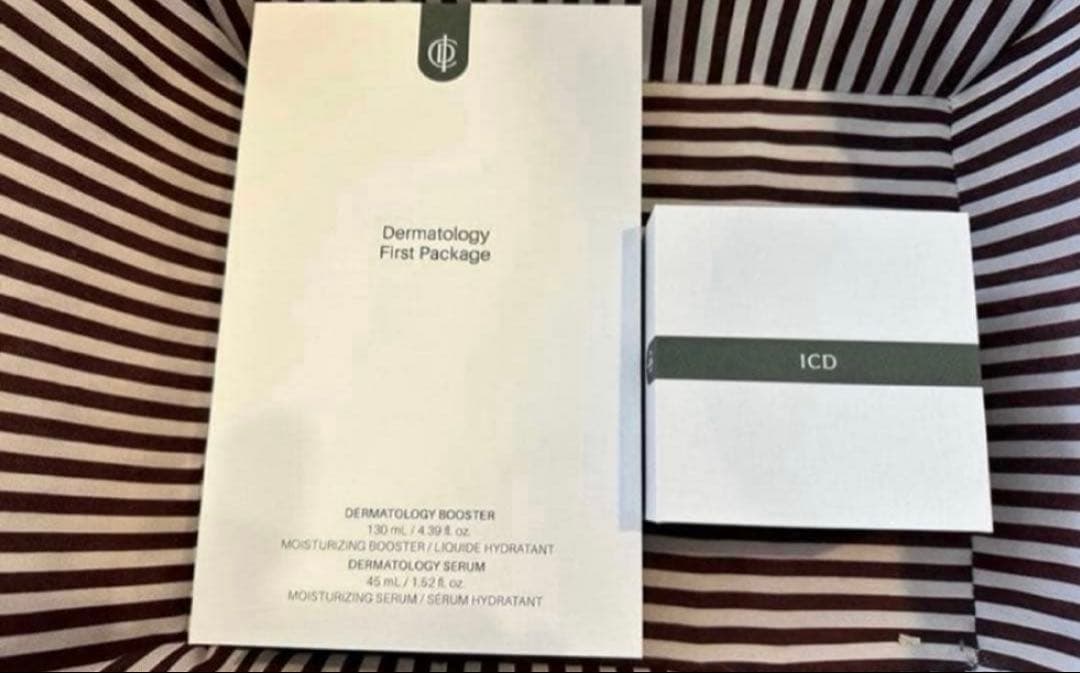 Dermatology
First Package
DERMATOLOGY BOOSTER
130 mL / 4.39 fl. oz.
MOISTURIZING BOOSTER / LIQUIDE HYDRATANT
DERMATOLOGY SERUM
45 mL / 1.52 fl. oz.
MOISTURIZING SERUM / SÉRUM HYDRATANT
ICD